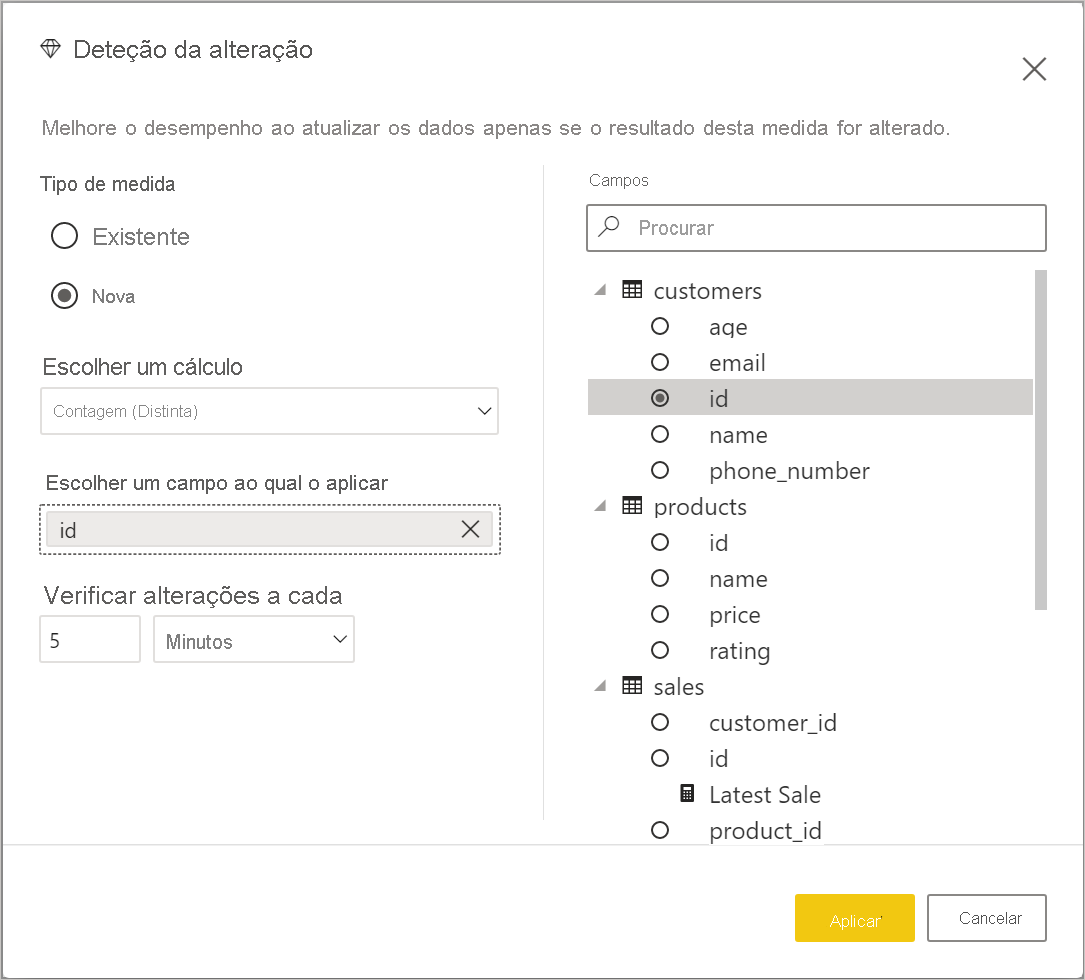 Deteção da alteração
Melhore o desempenho ao atualizar os dados apenas se o resultado desta medida for alterado.
Tipo de medida
Existente
Nova
Escolher um cálculo
Contagem (Distinta)
Escolher um campo ao qual o aplicar
id
Verificar alterações a cada
5 Minutos
Campos
Procurar
customers
age
email
id
name
phone_number
products
id
name
price
rating
sales
customer_id
id
Latest Sale
product_id
Aplicar Cancelar